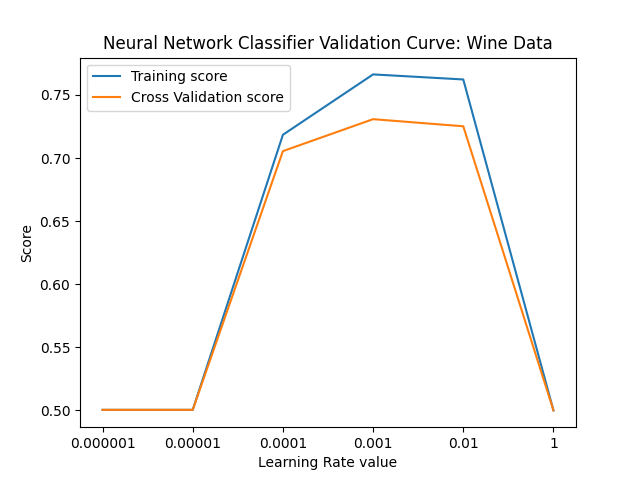 Neural Network Classifier Validation Curve: Wine Data
Training score
Cross Validation score
0.75
0.70
0.65
0.60
0.55
0.50
Score
0.000001 0.00001 0.0001 0.001 0.01 1
Learning Rate value